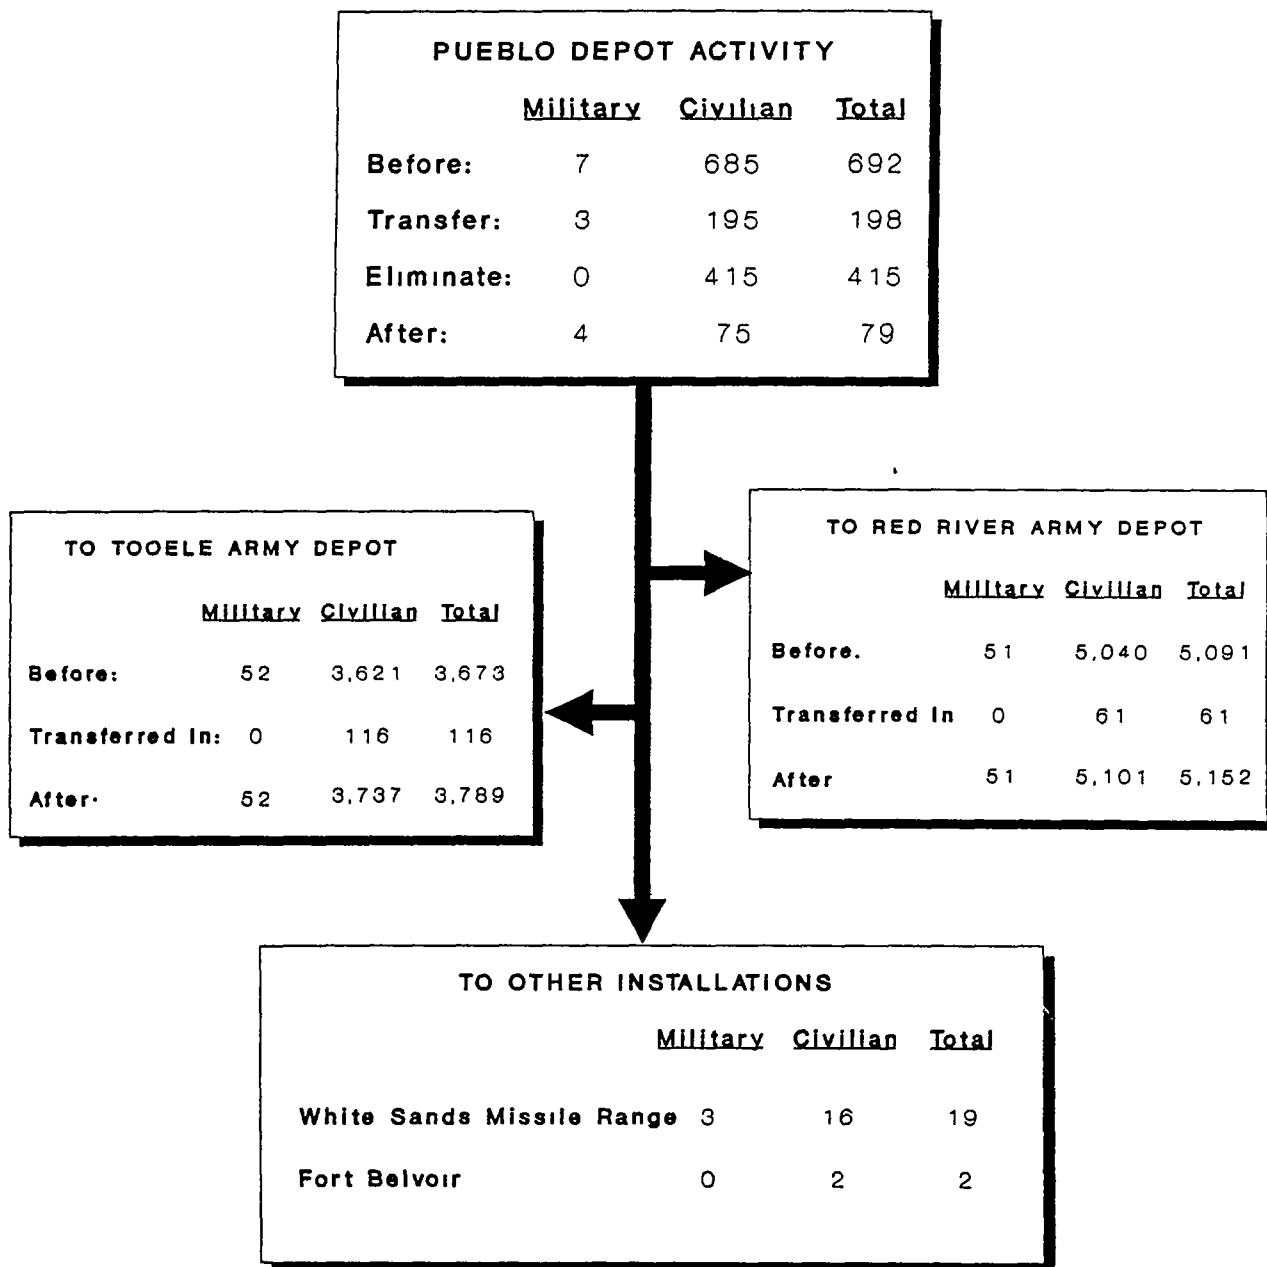 PUEBLO DEPOT ACTIVITY
Military Civilian Total
Before: 7 685 692
Transfer: 3 195 198
Eliminate: 0 415 415
After: 4 75 79
TO TOOELE ARMY DEPOT
Military Civilian Total
Before: 52 3,621 3,673
Transferred In: 0 116 116
After· 52 3,737 3,789
TO RED RIVER ARMY DEPOT
Military Civilian Total
Before. 51 5,040 5,091
Transferred In 0 61 61
After 51 5,101 5,152
TO OTHER INSTALLATIONS
Military Civilian Total
White Sands Missile Range 3 16 19
Fort Belvoir 0 2 2